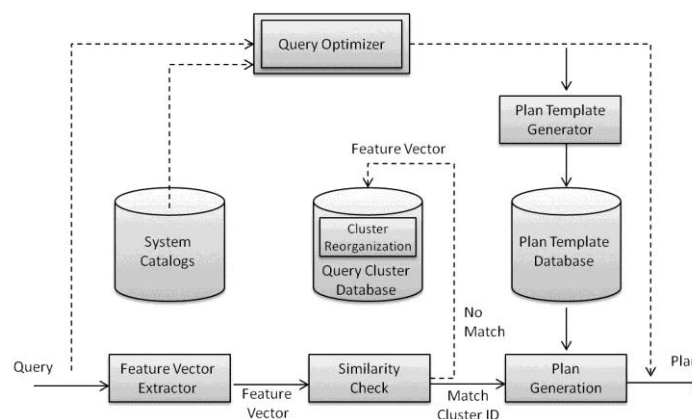 Query Optimizer
Plan Template
Generator
Feature Vector
System
Catalogs
Cluster
Reorganization
Query Cluster
Database
Plan Template
Database
No
Match
Query
Feature Vector
Extractor
Feature
Vector
Similarity
Check
Match
Cluster ID
Plan
Generation
Plan